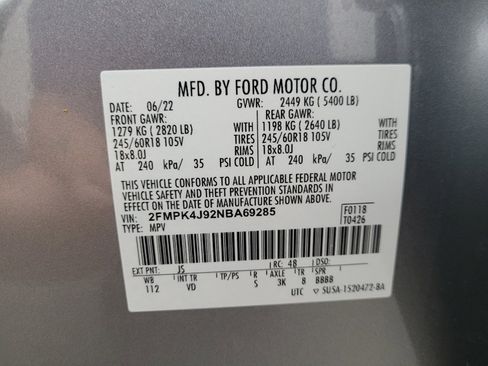 MFD. BY FORD MOTOR CO.
DATE: 06/22 GVWR: 2449 KG ( 5400 LB)
FRONT GAWR: REAR GAWR:
1279 KG ( 2820 LB) WITH 1198 KG ( 2640 LB) WITH
245/60R18 105V TIRES 245/60R18 105V TIRES
18x8.0J RIMS 18x8.0J RIMS
AT 240 kPa/ 35 PSI COLD AT 240 kPa/ 35 PSI COLD
THIS VEHICLE CONFORMS TO ALL APPLICABLE FEDERAL MOTOR
VEHICLE SAFETY AND THEFT PREVENTION STANDARDS IN
EFFECT ON THE DATE OF MANUFACTURE SHOWN ABOVE.
VIN: 2FMPK4J92NBA69285 F0118
TYPE: MPV T0426
EXT PNT: JS RC: 48 DSO:
WB INT TR TP/PS R AXLE TR SPR
112 VD S 3K 8 BBBB
UTC ▽ SUSA-1520472-BA